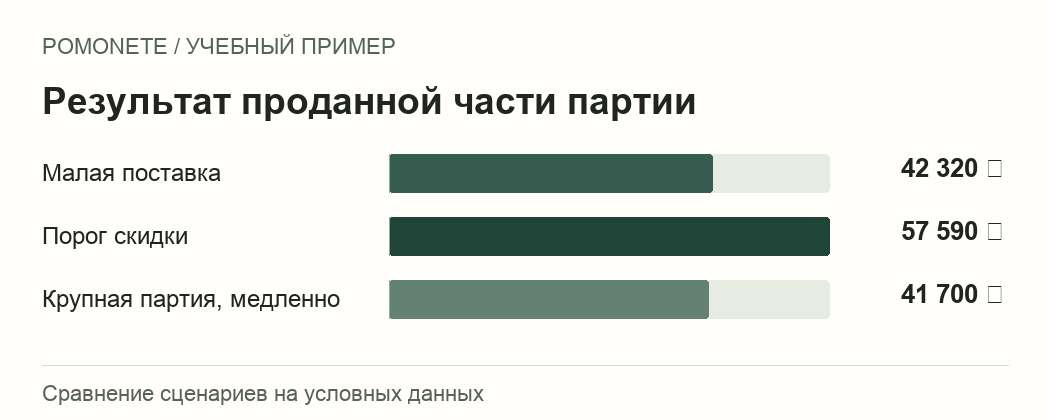 POMONETE / УЧЕБНЫЙ ПРИМЕР
Результат проданной части партии
Малая поставка 42 320 □
Порог скидки 57 590 □
Крупная партия, медленно 41 700 □
Сравнение сценариев на условных данных